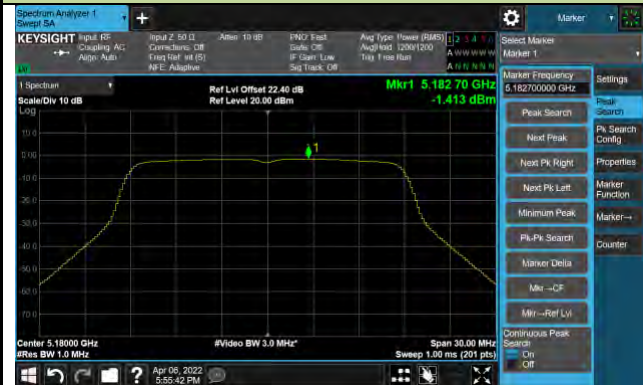 Spectrum Analyzer 1
Swept SA
Marker
KEYSIGHT
Input: RF
Coupling: AC
Align: Auto
Input Z: 50 Ω
Corrections: Off
Freq Ref: Int (S)
NFE: Adaptive
Atten: 10 dB
PNO: Fast
Gate: Off
IF Gain: Low
Sig Track: Off
Avg Type: Power (RMS)
Avg|Hold: 1200/1200
Trig: Free Run
A W W W W W
A N N N N N
Select Marker
Marker 1
1 Spectrum
Scale/Div 10 dB
Log
Ref Lvl Offset 22.40 dB
Ref Level 20.00 dBm
Mkr1 5.182 70 GHz
-1.413 dBm
10.0
0.00
-10.0
-20.0
-30.0
-40.0
-50.0
-60.0
-70.0
1
Center 5.18000 GHz
#Res BW 1.0 MHz
#Video BW 3.0 MHz*
Span 30.00 MHz
Sweep 1.00 ms (201 pts)
Marker Frequency
5.182700000 GHz
Peak Search
Next Peak
Next Pk Right
Next Pk Left
Minimum Peak
Pk-Pk Search
Marker Delta
Mkr→CF
Mkr→Ref Lvl
Continuous Peak
Search
On
Off
Settings
Peak
Search
Pk Search
Config
Properties
Marker
Function
Marker→
Counter
Apr 06, 2022
5:55:42 PM